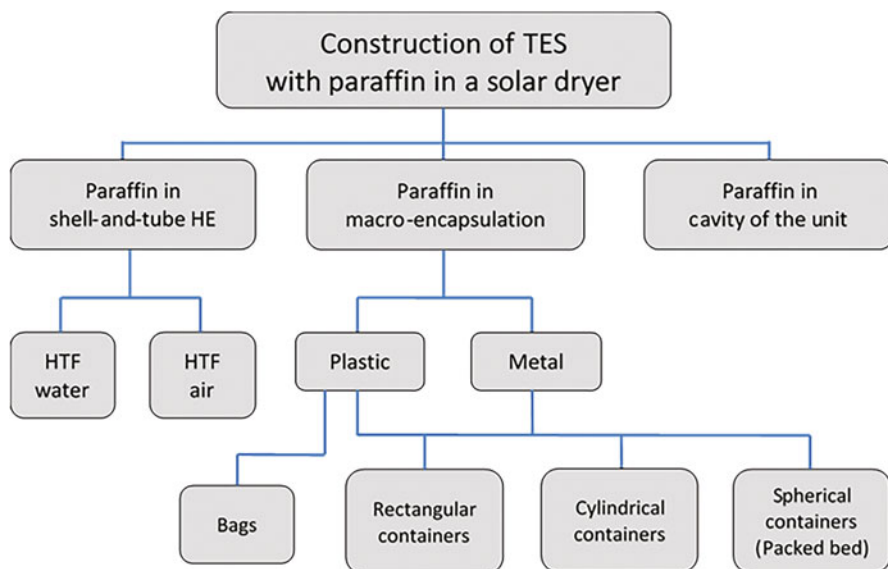 Construction of TES
with paraffin in a solar dryer
Paraffin in
shell-and-tube HE
Paraffin in
macro-encapsulation
Paraffin in
cavity of the unit
HTF
water
HTF
air
Plastic
Metal
Bags
Rectangular
containers
Cylindrical
containers
Spherical
containers
(Packed bed)